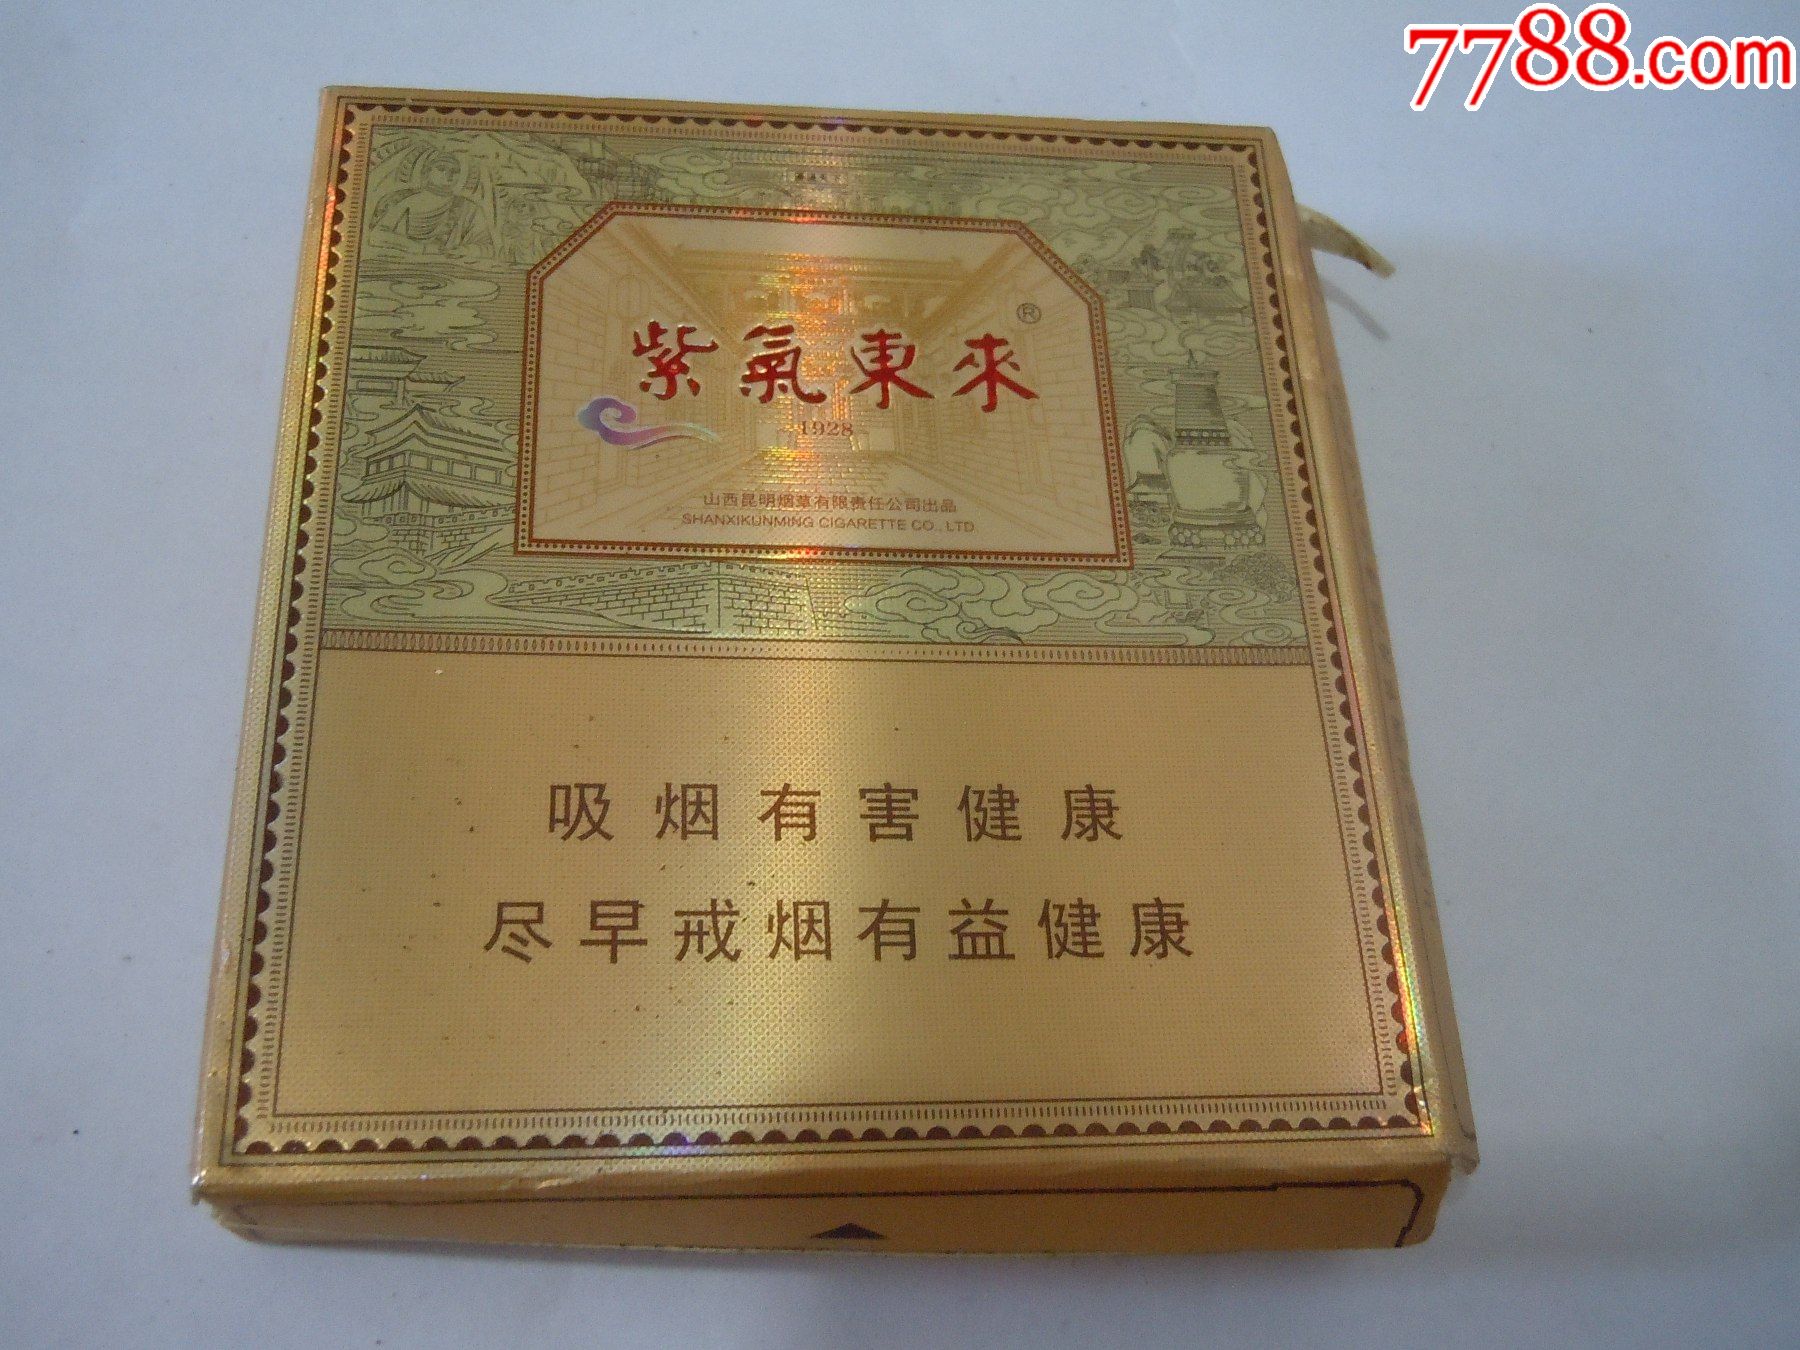 7788.com
紫氣東來®
1928
山西昆明烟草有限责任公司出品
SHANXIKUNMING CIGARETTE CO., LTD.
吸烟有害健康
尽早戒烟有益健康